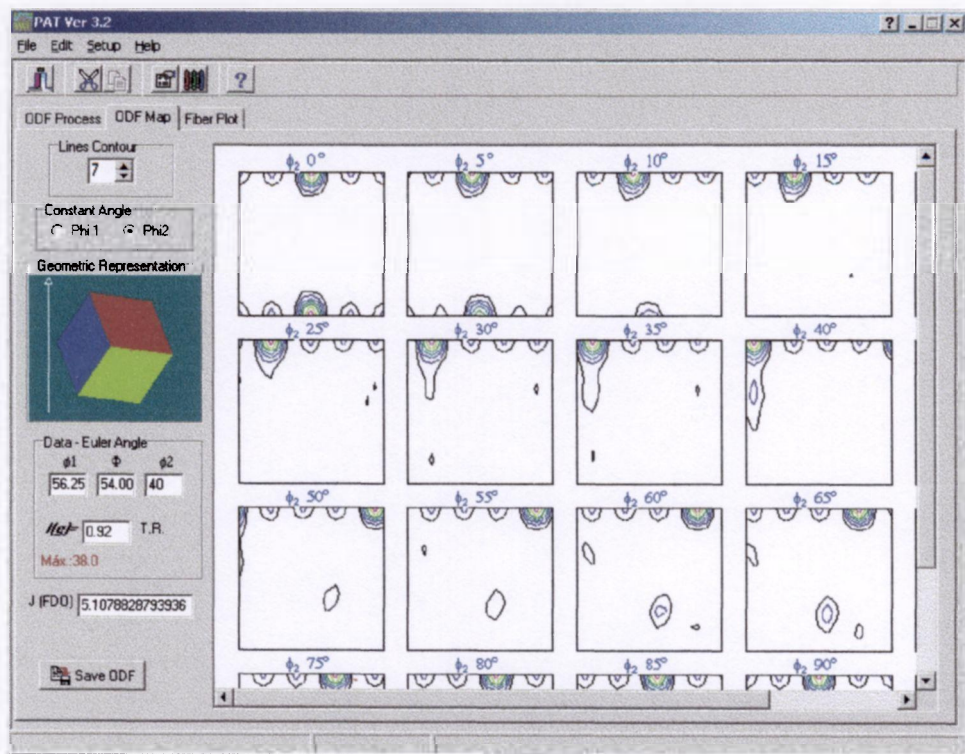 PAT Ver 3.2
File Edit Setup Help
ODF Process ODF Map Fiber Plot
Lines Contour
7
Constant Angle
Phi1 Phi2
Geometric Representation
Data - Euler Angle
ϕ1 Φ ϕ2
56.25 54.00 40
f(g)= 0.92 T.R.
Máx.:38.0
J (FDO) 5.1078828793936
Save ODF
ϕ2 0° ϕ2 5° ϕ2 10° ϕ2 15°
ϕ2 25° ϕ2 30° ϕ2 35° ϕ2 40°
ϕ2 50° ϕ2 55° ϕ2 60° ϕ2 65°
ϕ2 75° ϕ2 80° ϕ2 85° ϕ2 90°